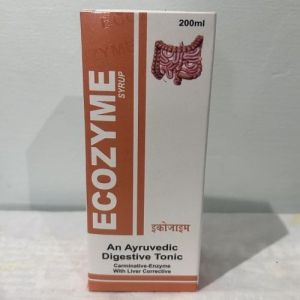 200ml
ECOZYME
SYRUP
इकोजाइम
An Ayruvedic
Digestive Tonic
Carminative-Enzyme
With Liver Corrective